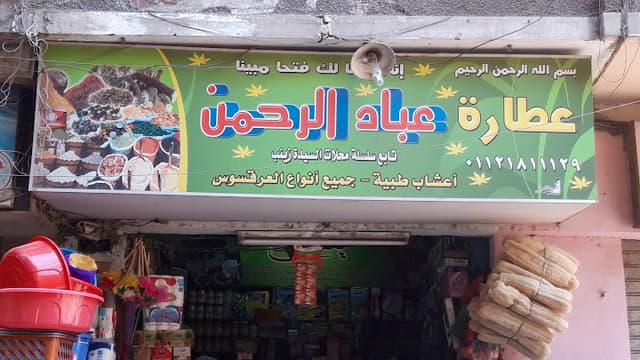 بسم الله الرحمن الرحيم
إنا فتحنا لك فتحا مبينا
عطارة عباد الرحمن
تابع سلسلة محلات السيدة زينب
٠١١٢١٨١١١٢٩
أعشاب طبية - جميع أنواع العرقسوس